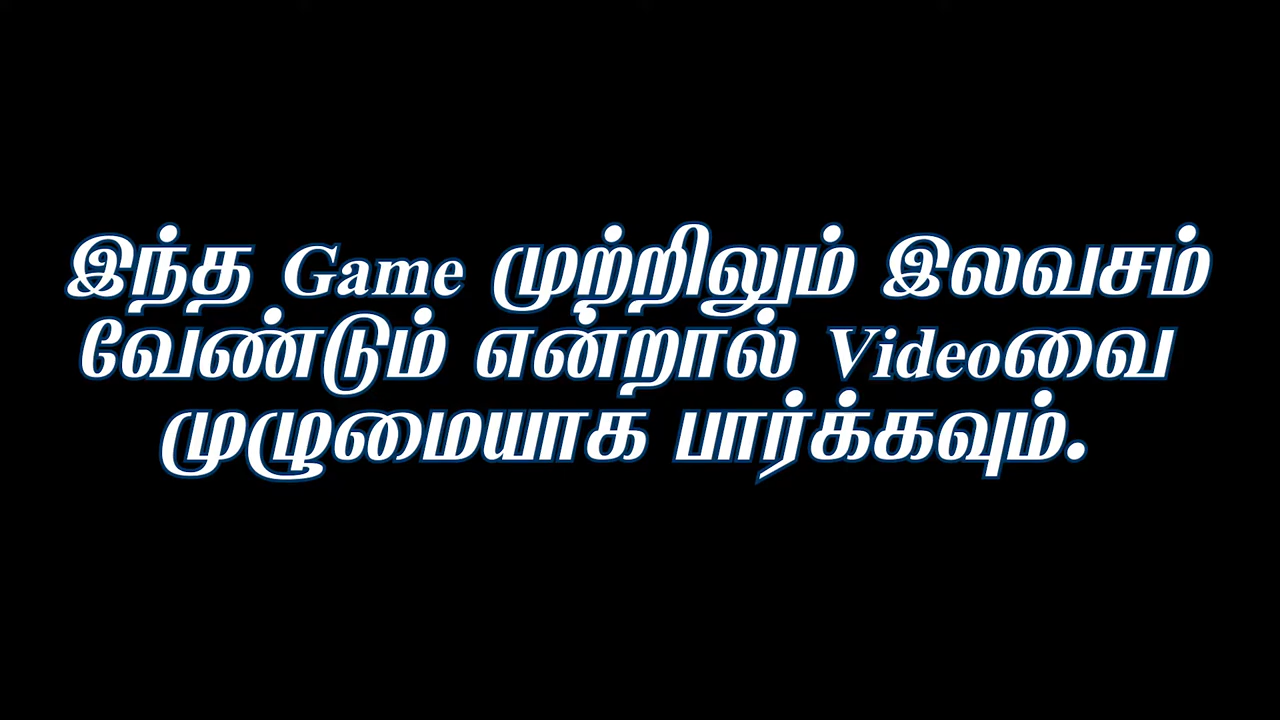 இந்த Game முற்றிலும் இலவசம்
வேண்டும் என்றால் Videoவை
முழுமையாக பார்க்கவும்.